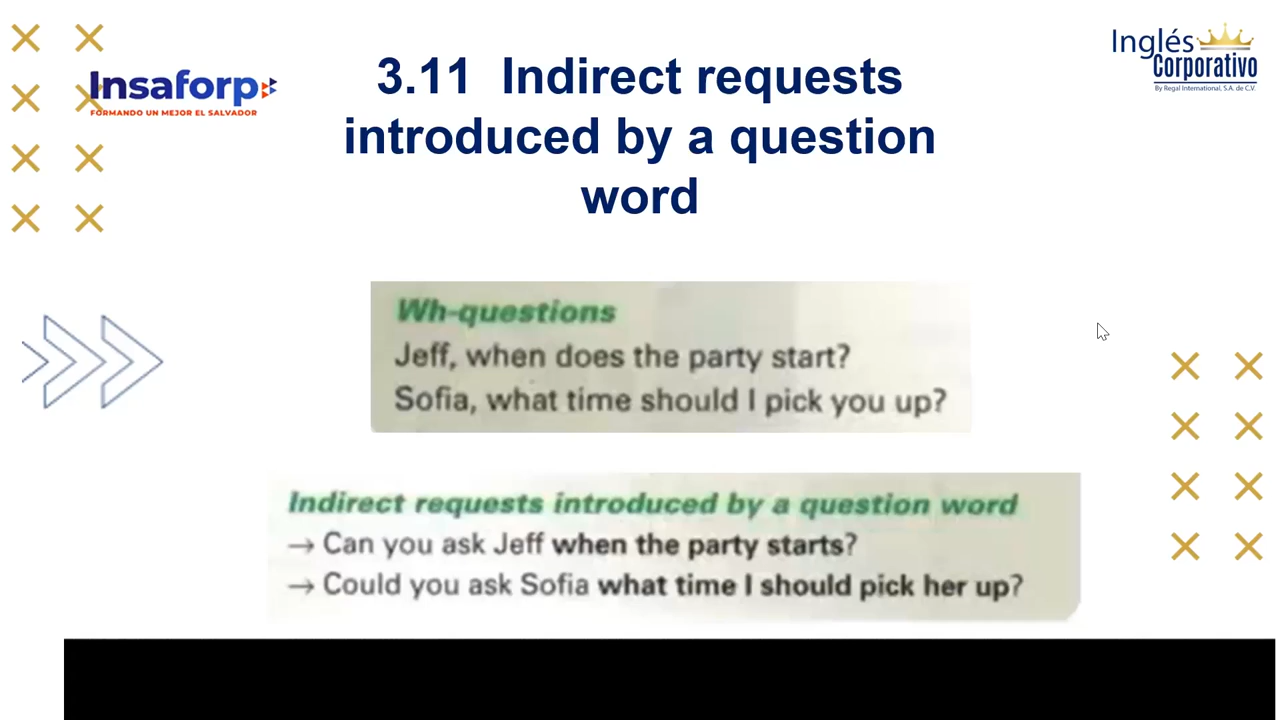 Insaforp
FORMANDO UN MEJOR EL SALVADOR
Inglés
Corporativo
By Regal International, S.A. de C.V.
3.11 Indirect requests
introduced by a question
word
Wh-questions
Jeff, when does the party start?
Sofia, what time should I pick you up?
Indirect requests introduced by a question word
→ Can you ask Jeff when the party starts?
→ Could you ask Sofia what time I should pick her up?